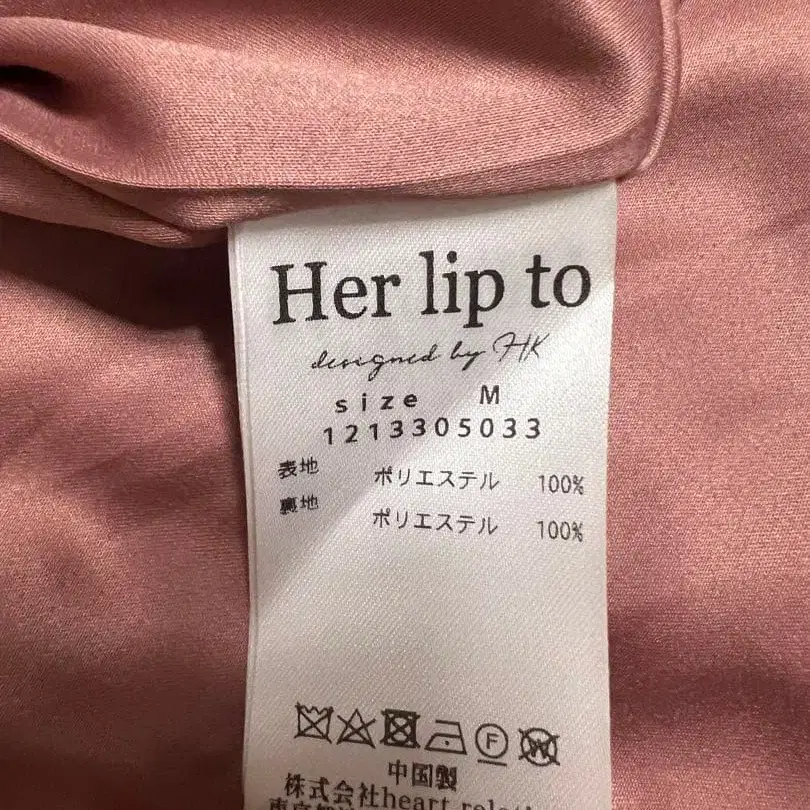 Her lip to
designed by HK
size M
1213305033
表地 ポリエステル 100%
裏地 ポリエステル 100%
中国製
株式会社heart